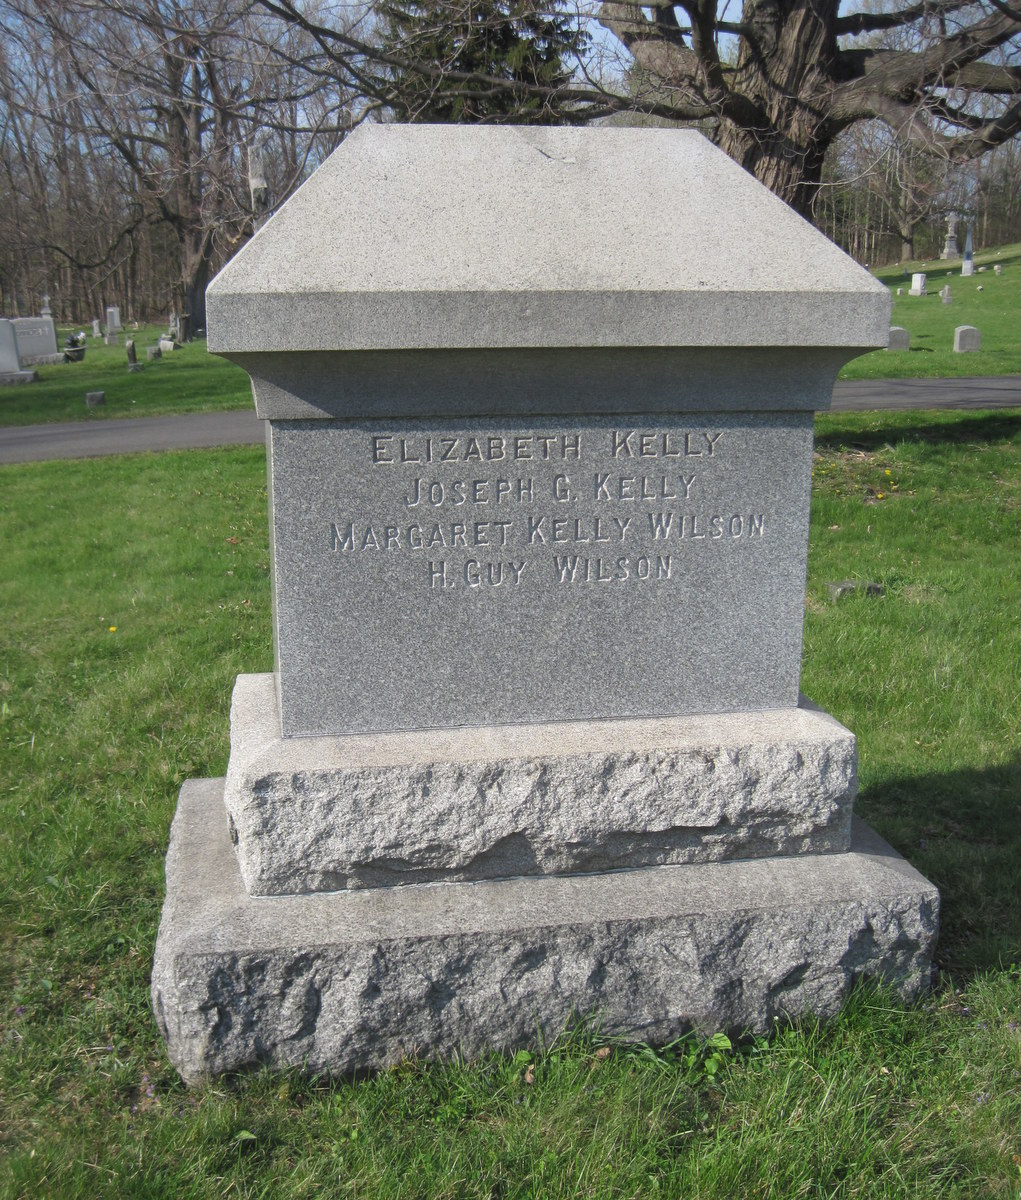 ELIZABETH KELLY
JOSEPH G. KELLY
MARGARET KELLY WILSON
H. GUY WILSON